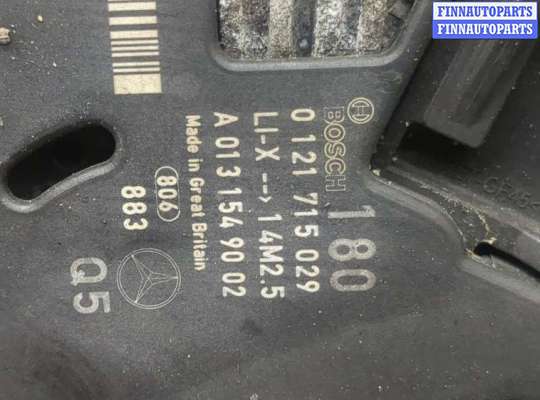 FINNAUTOPARTS
FINNAUTOPARTS
BOSCH 180
0 121 715 029
LI-X --> 14M2.5
A 013 154 90 02
Made in Great Britain
806
883
Q5